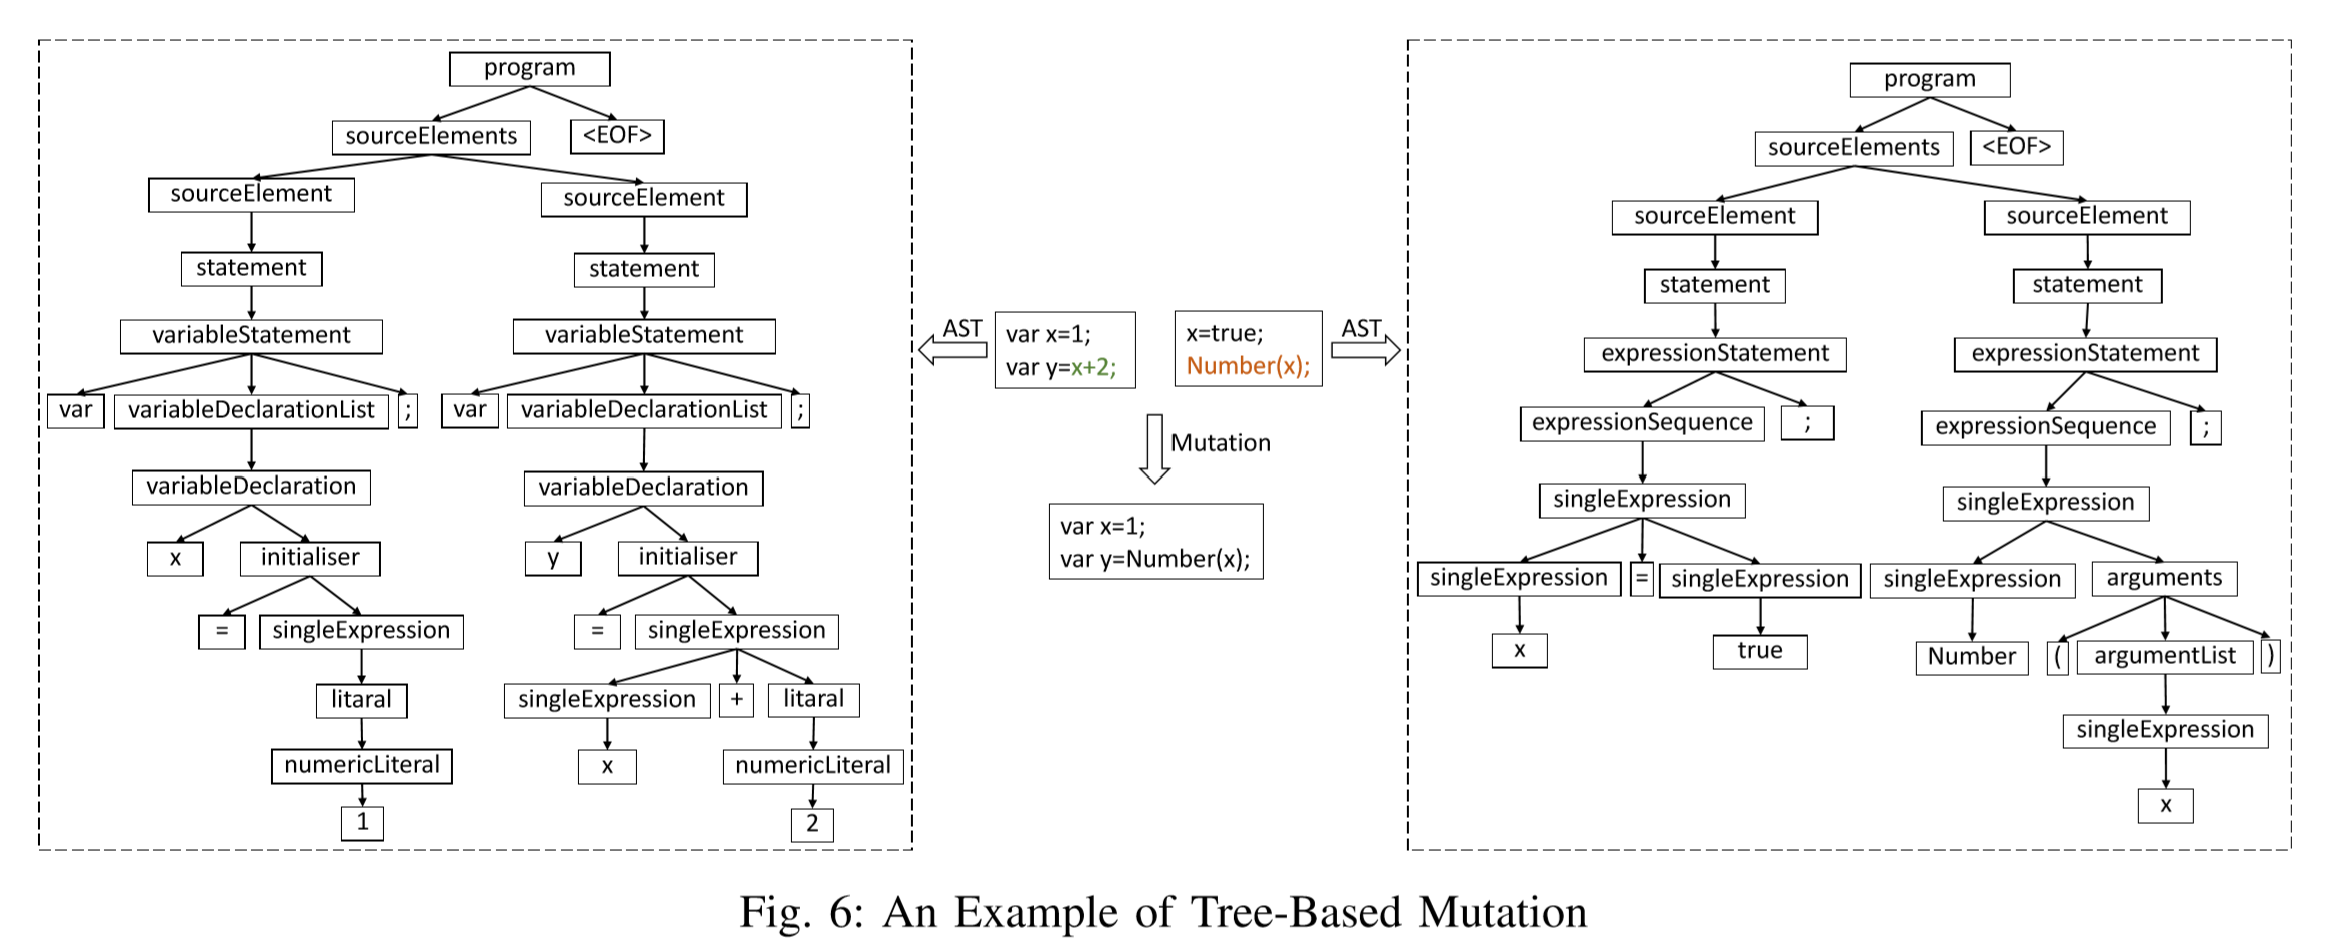 program
sourceElements
<EOF>
sourceElement
sourceElement
statement
statement
variableStatement
variableStatement
var
variableDeclarationList
;
var
variableDeclarationList
;
variableDeclaration
variableDeclaration
x
initialiser
y
initialiser
=
singleExpression
=
singleExpression
litaral
singleExpression
+
litaral
numericLiteral
x
numericLiteral
1
2
AST
var x=1;
var y=x+2;
x=true;
Number(x);
AST
Mutation
var x=1;
var y=Number(x);
program
sourceElements
<EOF>
sourceElement
sourceElement
statement
statement
expressionStatement
expressionStatement
expressionSequence
;
expressionSequence
;
singleExpression
singleExpression
singleExpression
=
singleExpression
singleExpression
arguments
x
true
Number
(
argumentList
)
singleExpression
x
Fig. 6: An Example of Tree-Based Mutation